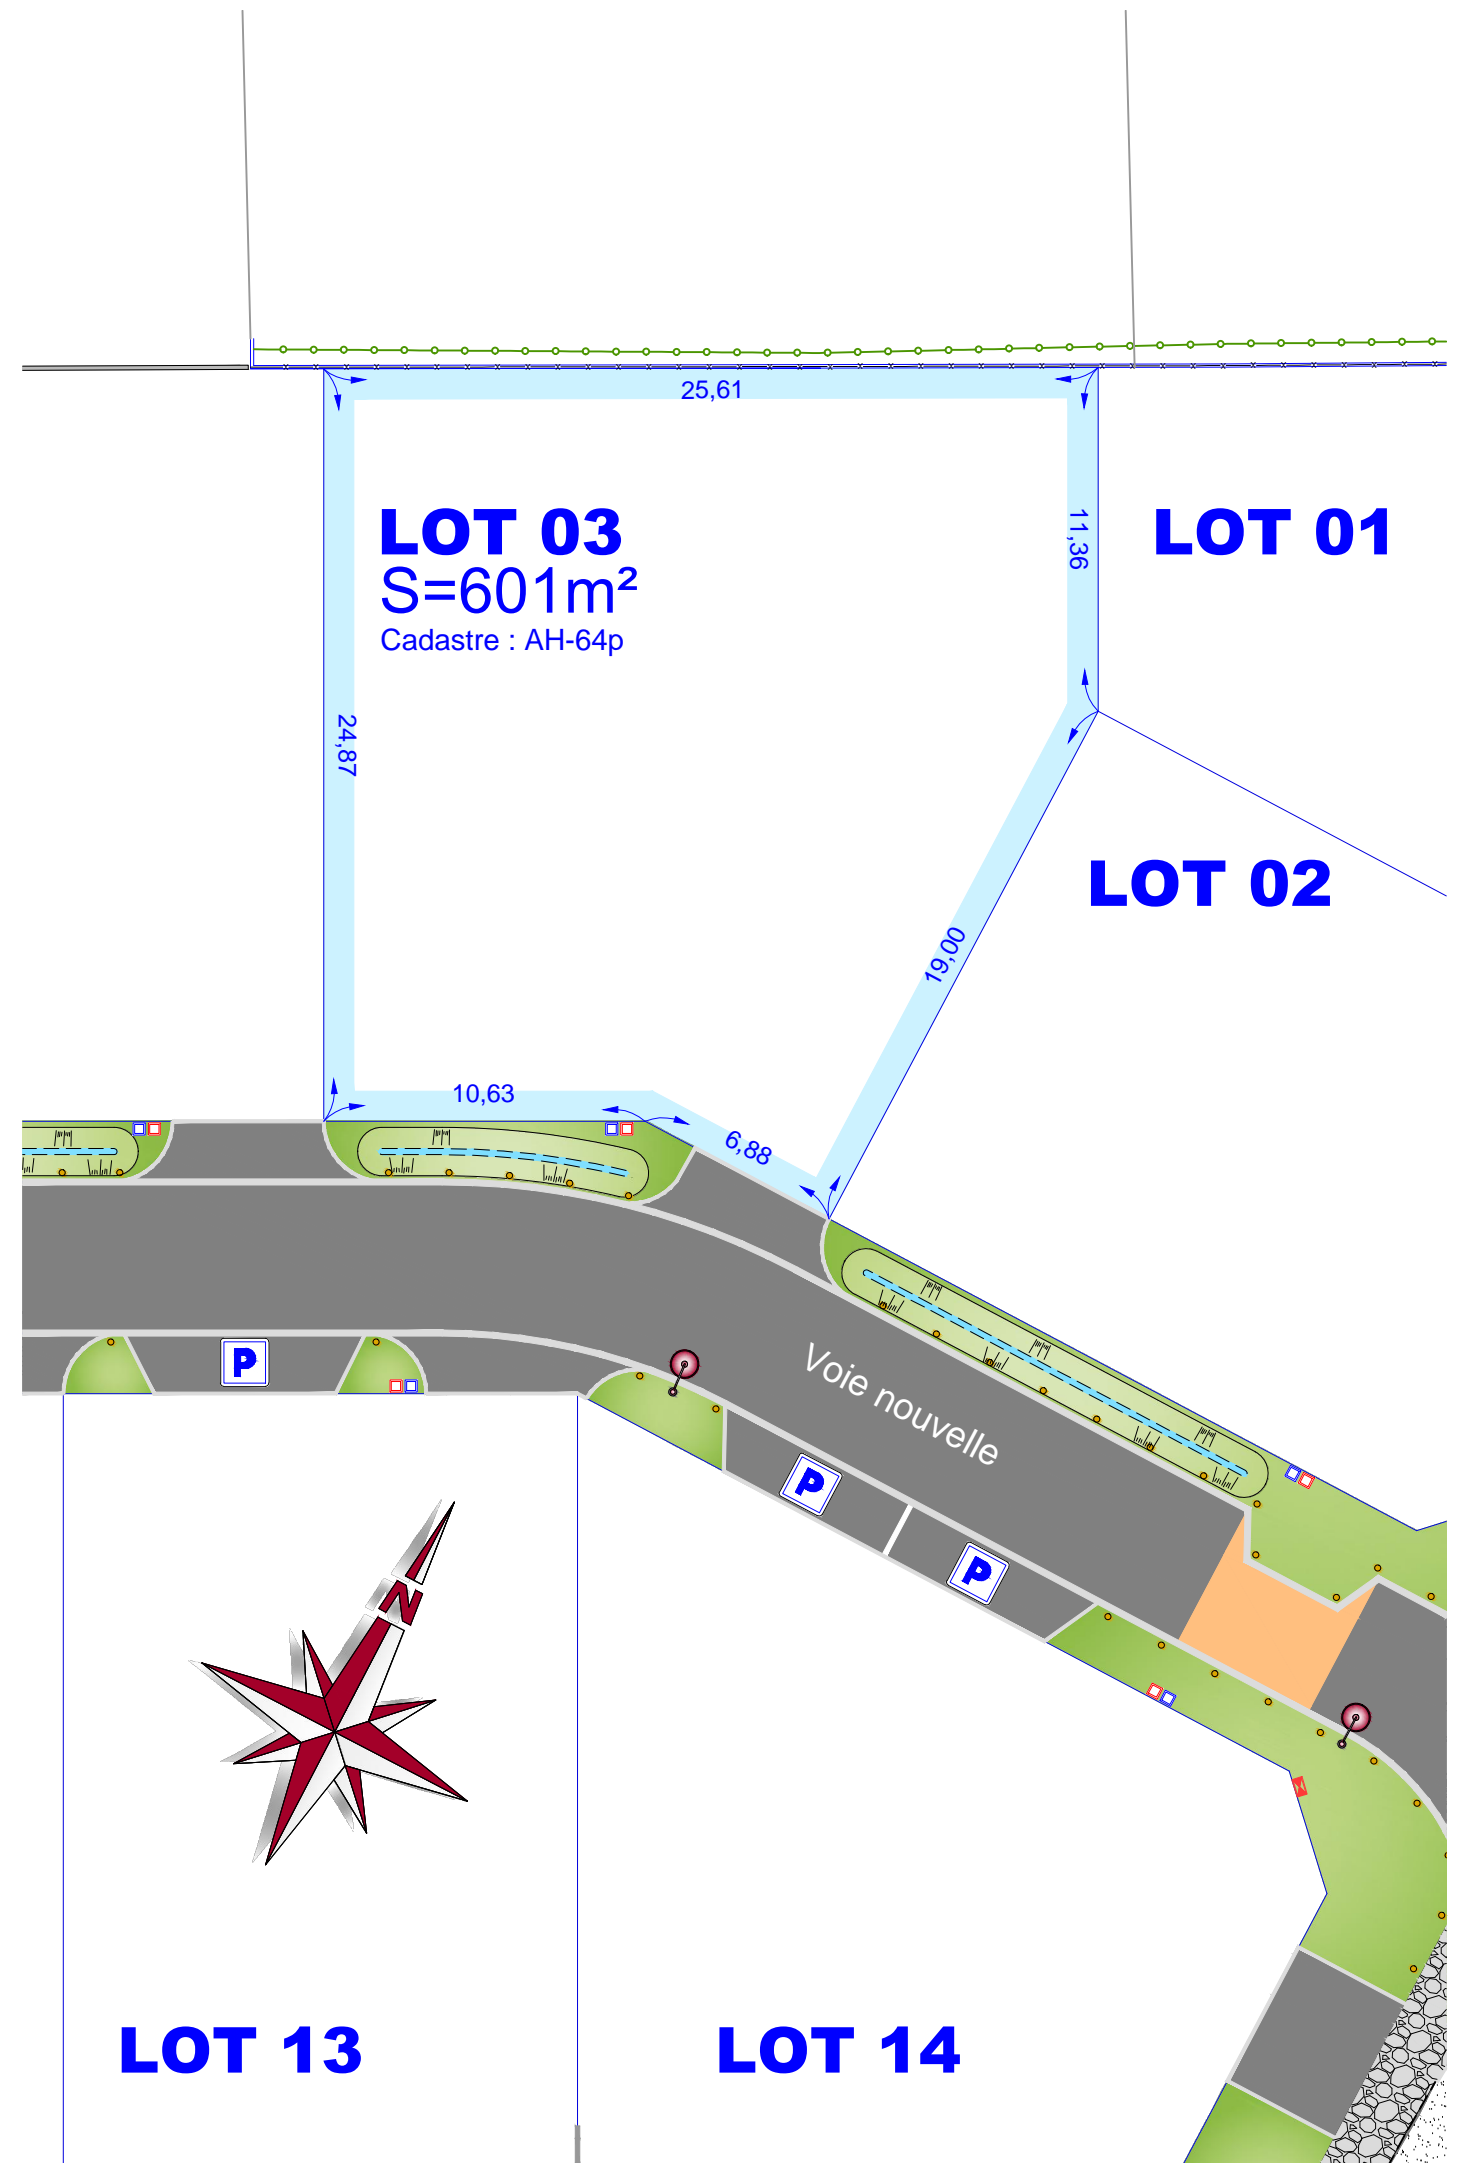 25,61
LOT 03
S=601m²
Cadastre : AH-64p
11,36
LOT 01
24,87
LOT 02
19,00
10,63
6,88
Voie nouvelle
P
P
P
N
LOT 13
LOT 14